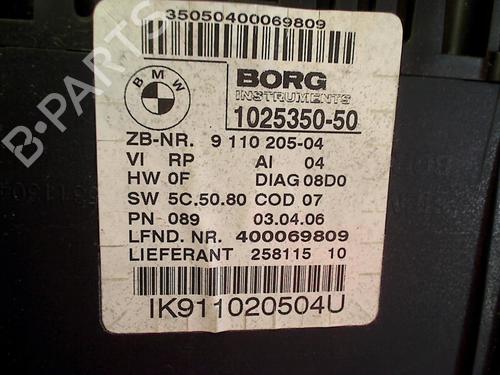 35050400069809
BMW
BORG
INSTRUMENTS
1025350-50
ZB-NR. 9 110 205-04
VI RP AI 04
HW 0F DIAG 08D0
SW 5C.50.80 COD 07
PN 089 03.04.06
LFND. NR. 400069809
LIEFERANT 258115 10
IK911020504U
B-PARTS